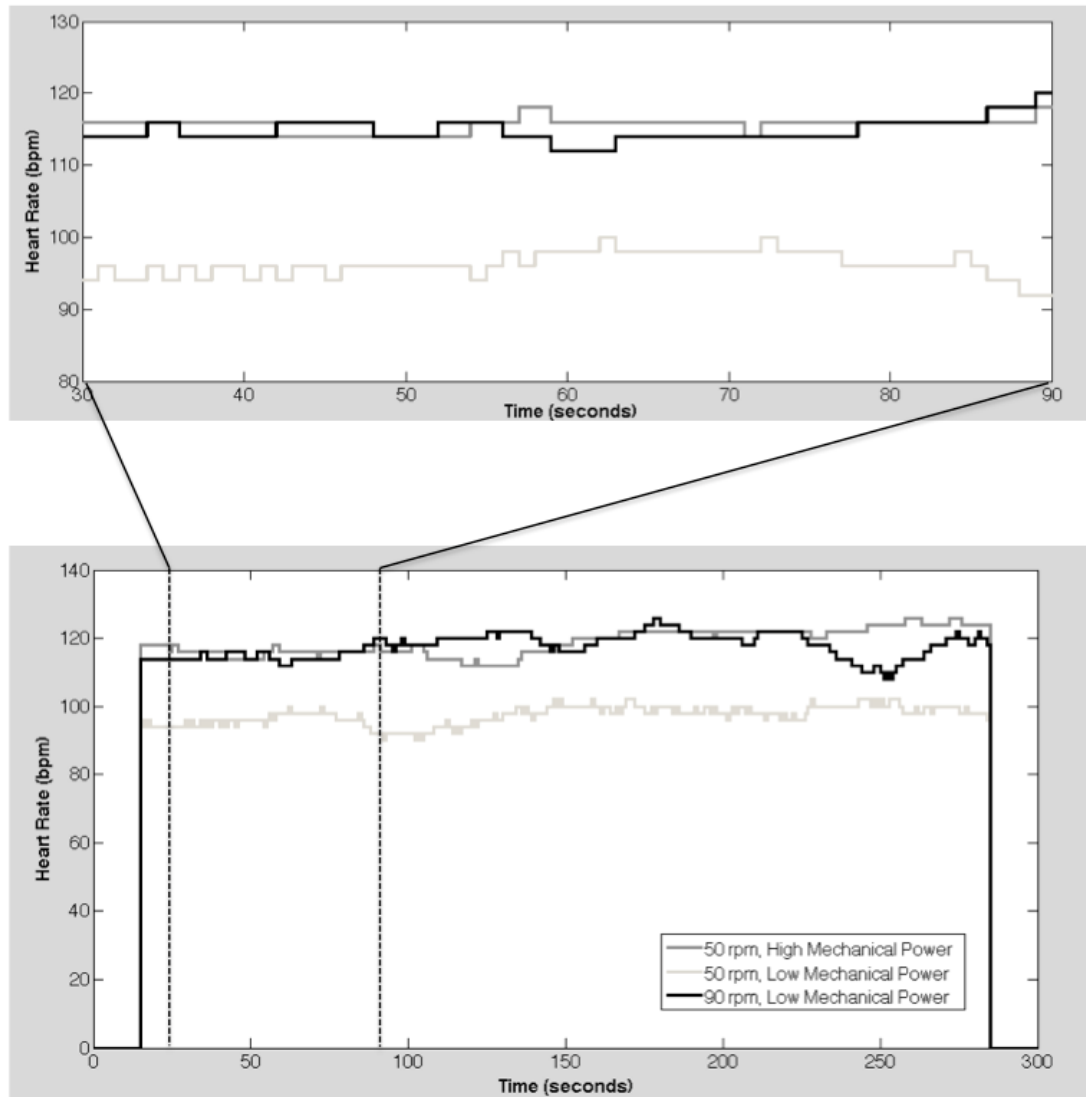 130
120
110
100
90
80
Heart Rate (bpm)
30 40 50 60 70 80 90
Time (seconds)
140
120
100
80
60
40
20
0
Heart Rate (bpm)
50 rpm, High Mechanical Power
50 rpm, Low Mechanical Power
90 rpm, Low Mechanical Power
0 50 100 150 200 250 300
Time (seconds)